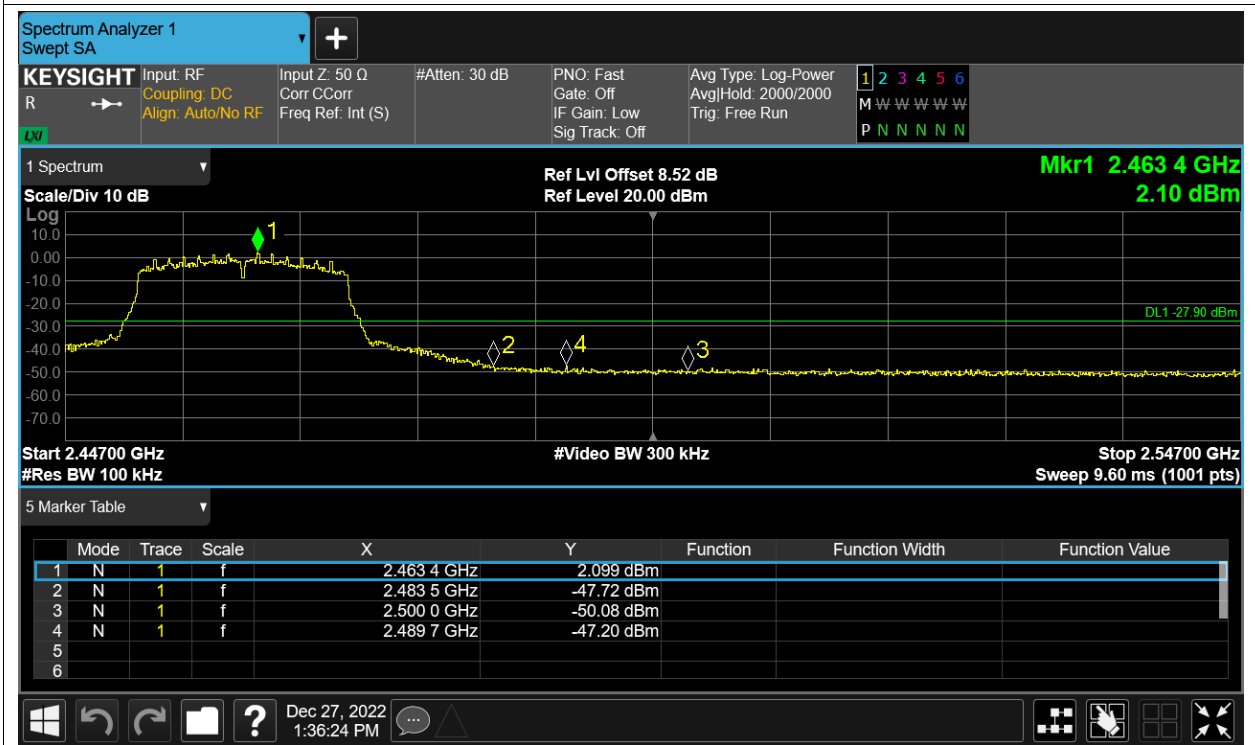 Spectrum Analyzer 1
Swept SA
KEYSIGHT Input: RF Input Z: 50 Ω #Atten: 30 dB PNO: Fast Avg Type: Log-Power 1 2 3 4 5 6
R Coupling: DC Corr CCorr Gate: Off Avg|Hold: 2000/2000 M W W W W W
Align: Auto/No RF Freq Ref: Int (S) IF Gain: Low Trig: Free Run
LXI Sig Track: Off P N N N N N
1 Spectrum Ref Lvl Offset 8.52 dB Mkr1 2.463 4 GHz
Scale/Div 10 dB Ref Level 20.00 dBm 2.10 dBm
Log
10.0 1
0.00
-10.0
-20.0
DL1 -27.90 dBm
-30.0
-40.0 2 4 3
-50.0
-60.0
-70.0
Start 2.44700 GHz #Video BW 300 kHz Stop 2.54700 GHz
#Res BW 100 kHz Sweep 9.60 ms (1001 pts)
5 Marker Table
Mode Trace Scale X Y Function Function Width Function Value
1 N 1 f 2.463 4 GHz 2.099 dBm
2 N 1 f 2.483 5 GHz -47.72 dBm
3 N 1 f 2.500 0 GHz -50.08 dBm
4 N 1 f 2.489 7 GHz -47.20 dBm
5
6
? Dec 27, 2022
1:36:24 PM